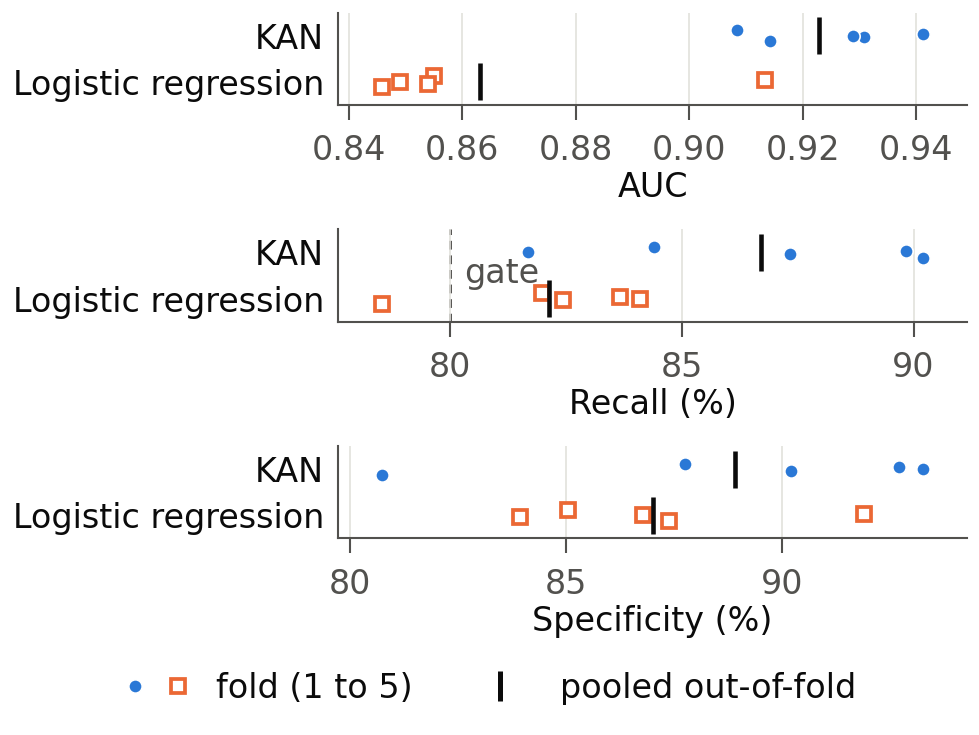 KAN
Logistic regression
0.84 0.86 0.88 0.90 0.92 0.94
AUC
KAN
gate
Logistic regression
80 85 90
Recall (%)
KAN
Logistic regression
80 85 90
Specificity (%)
fold (1 to 5) pooled out-of-fold